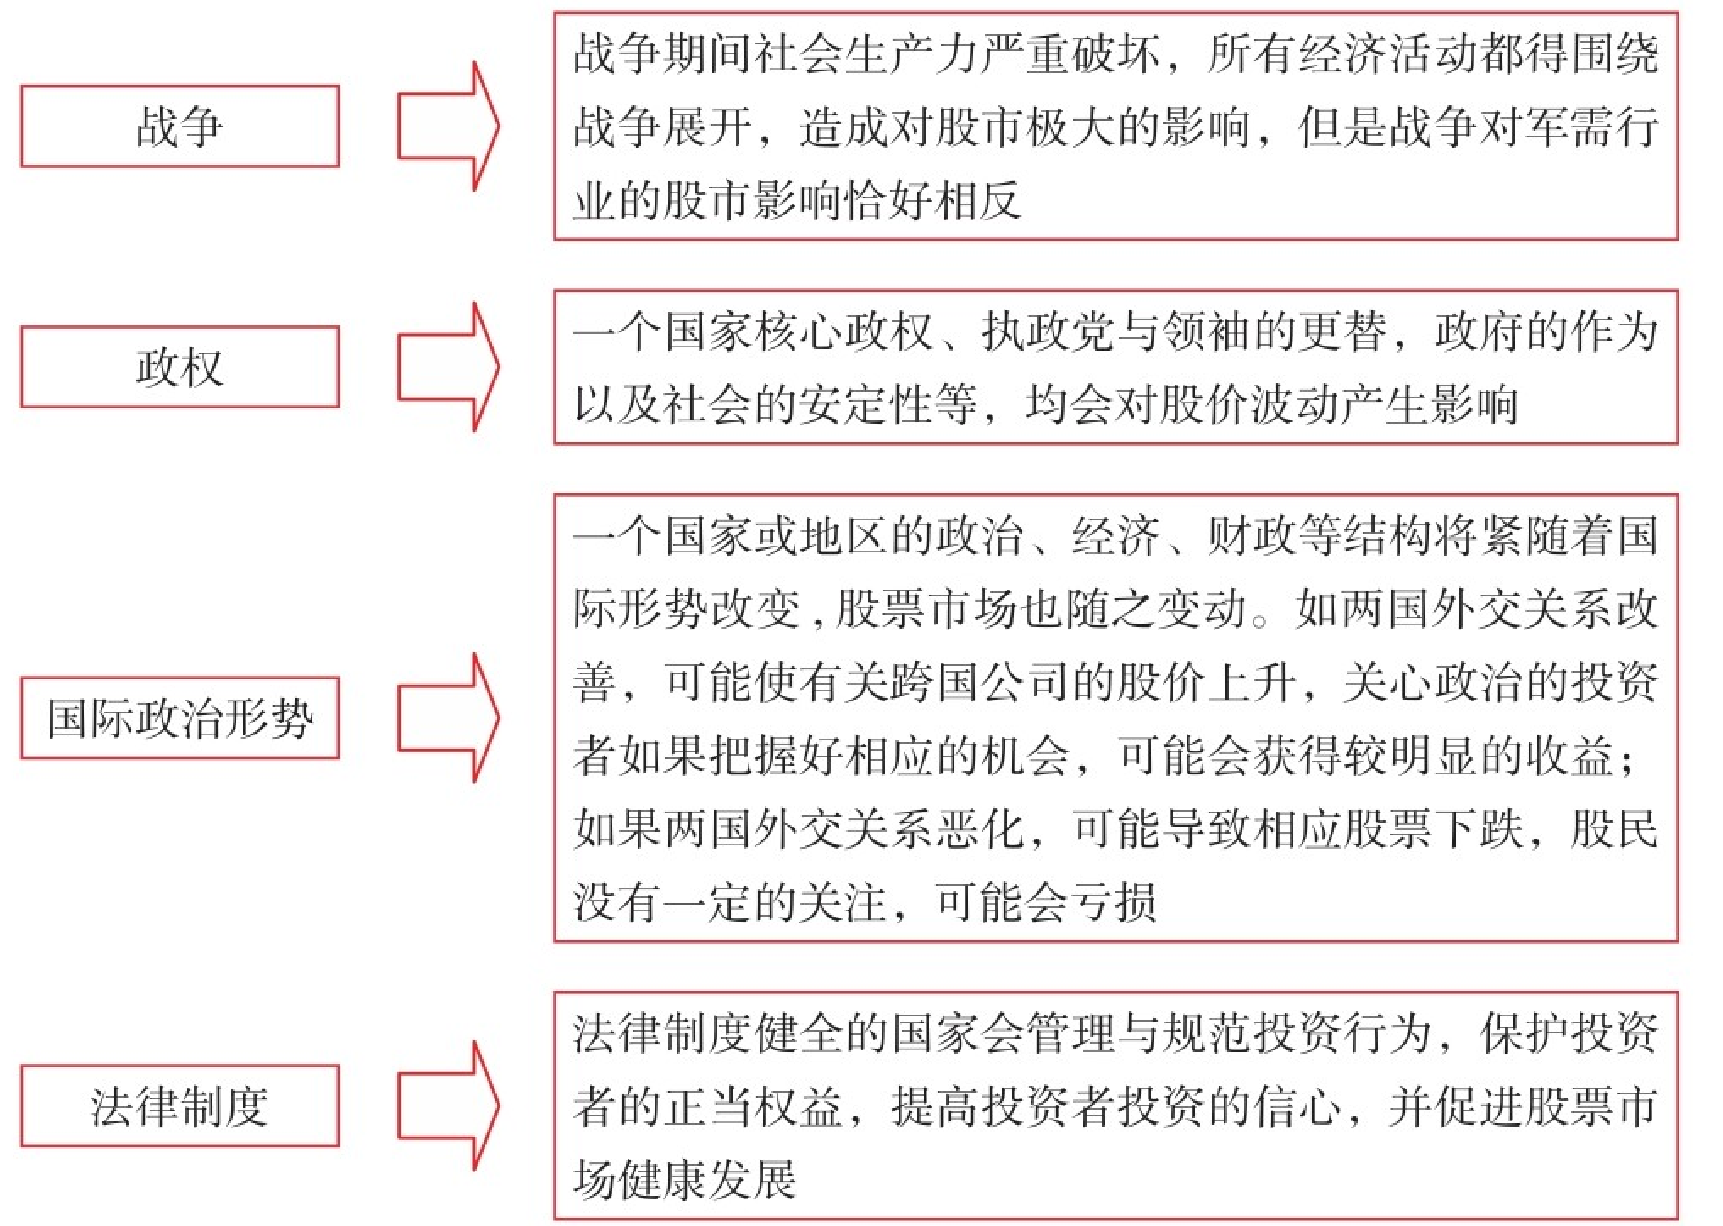 战争
战争期间社会生产力严重破坏，所有经济活动都得围绕
战争展开，造成对股市极大的影响，但是战争对军需行
业的股市影响恰好相反
政权
一个国家核心政权、执政党与领袖的更替，政府的作为
以及社会的安定性等，均会对股价波动产生影响
国际政治形势
一个国家或地区的政治、经济、财政等结构将紧随着国
际形势改变,股票市场也随之变动。如两国外交关系改
善，可能使有关跨国公司的股价上升，关心政治的投资
者如果把握好相应的机会，可能会获得较明显的收益；
如果两国外交关系恶化，可能导致相应股票下跌，股民
没有一定的关注，可能会亏损
法律制度
法律制度健全的国家会管理与规范投资行为，保护投资
者的正当权益，提高投资者投资的信心，并促进股票市
场健康发展